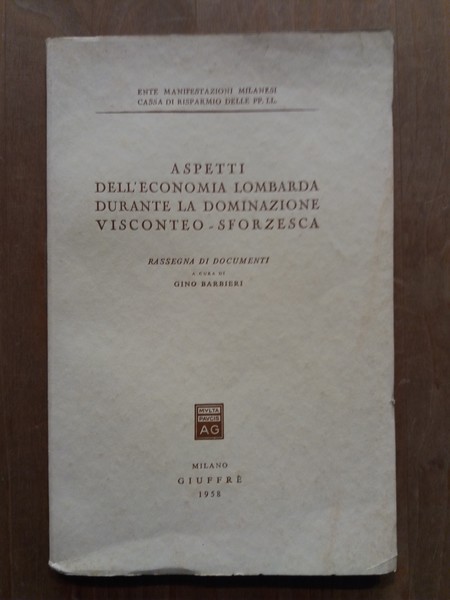 ENTE MANIFESTAZIONI MILANESI
CASSA DI RISPARMIO DELLE PP. LL.
ASPETTI
DELL'ECONOMIA LOMBARDA
DURANTE LA DOMINAZIONE
VISCONTEO - SFORZESCA
RASSEGNA DI DOCUMENTI
A CURA DI
GINO BARBIERI
MVLTA
PAVCIS
AG
MILANO
GIUFFRÈ
1958